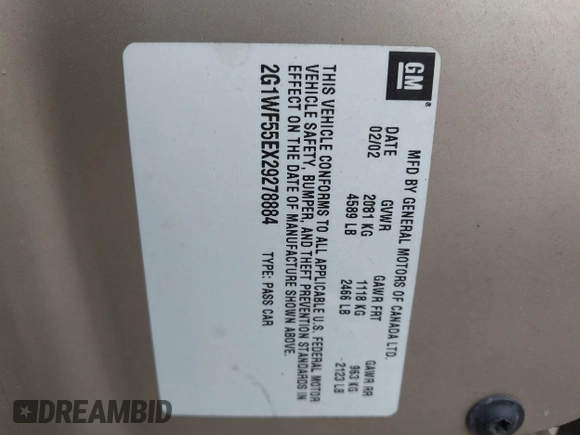 GM®
MFD BY GENERAL MOTORS OF CANADA LTD.
DATE GVWR GAWR FRT GAWR RR
02/02 2081 KG 1118 KG 963 KG
4589 LB 2466 LB 2123 LB
THIS VEHICLE CONFORMS TO ALL APPLICABLE U.S. FEDERAL MOTOR
VEHICLE SAFETY, BUMPER, AND THEFT PREVENTION STANDARDS IN
EFFECT ON THE DATE OF MANUFACTURE SHOWN ABOVE.
2G1WF55EX29278884 TYPE: PASS CAR
DREAMBID